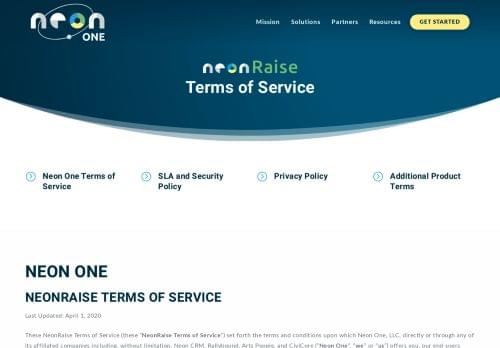 neon ONE
Mission Solutions Partners Resources GET STARTED
neonRaise
Terms of Service
Neon One Terms of Service
SLA and Security Policy
Privacy Policy
Additional Product Terms
NEON ONE
NEONRAISE TERMS OF SERVICE
Last Updated: April 1, 2020
These NeonRaise Terms of Service (these "NeonRaise Terms of Service") set forth the terms and conditions upon which Neon One, LLC, directly or through any of
its affiliated companies including, without limitation, Neon CRM, Rallybound, Arts People, and CiviCore ("Neon One", "we" or "us") offers you, our end users